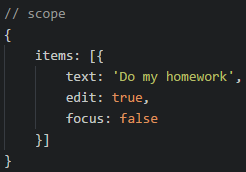 // scope
{
    items: [{
        text: 'Do my homework',
        edit: true,
        focus: false
    }]
}